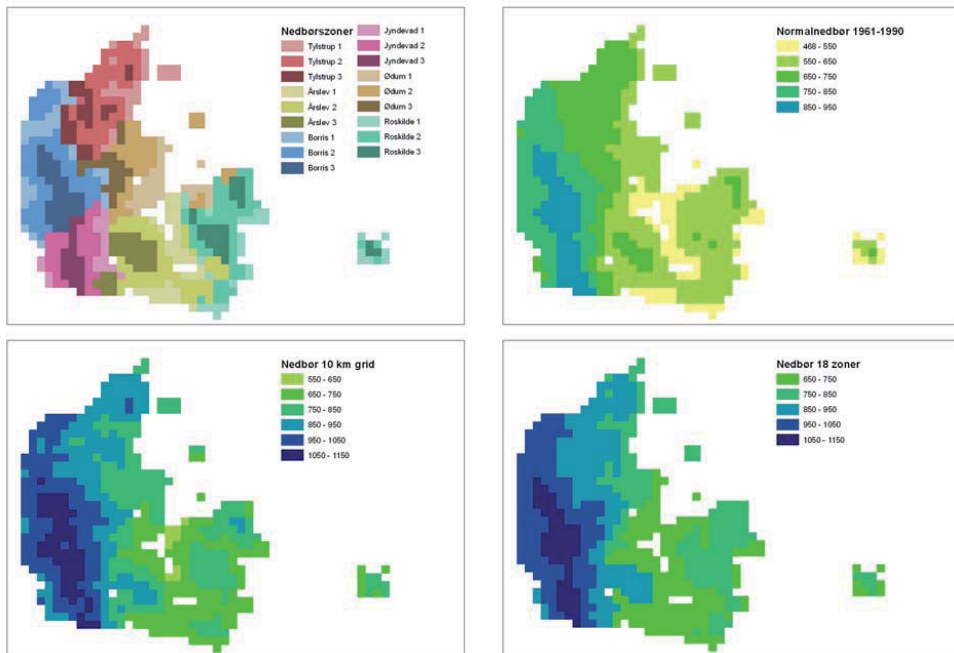 Nedbørszoner
Tylstrup 1
Tylstrup 2
Tylstrup 3
Årslev 1
Årslev 2
Årslev 3
Borris 1
Borris 2
Borris 3
Jyndevad 1
Jyndevad 2
Jyndevad 3
Ødum 1
Ødum 2
Ødum 3
Roskilde 1
Roskilde 2
Roskilde 3
Normalnedbør 1961-1990
468 - 550
550 - 650
650 - 750
750 - 850
850 - 950
Nedbør 10 km grid
550 - 650
650 - 750
750 - 850
850 - 950
950 - 1050
1050 - 1150
Nedbør 18 zoner
650 - 750
750 - 850
850 - 950
950 - 1050
1050 - 1150